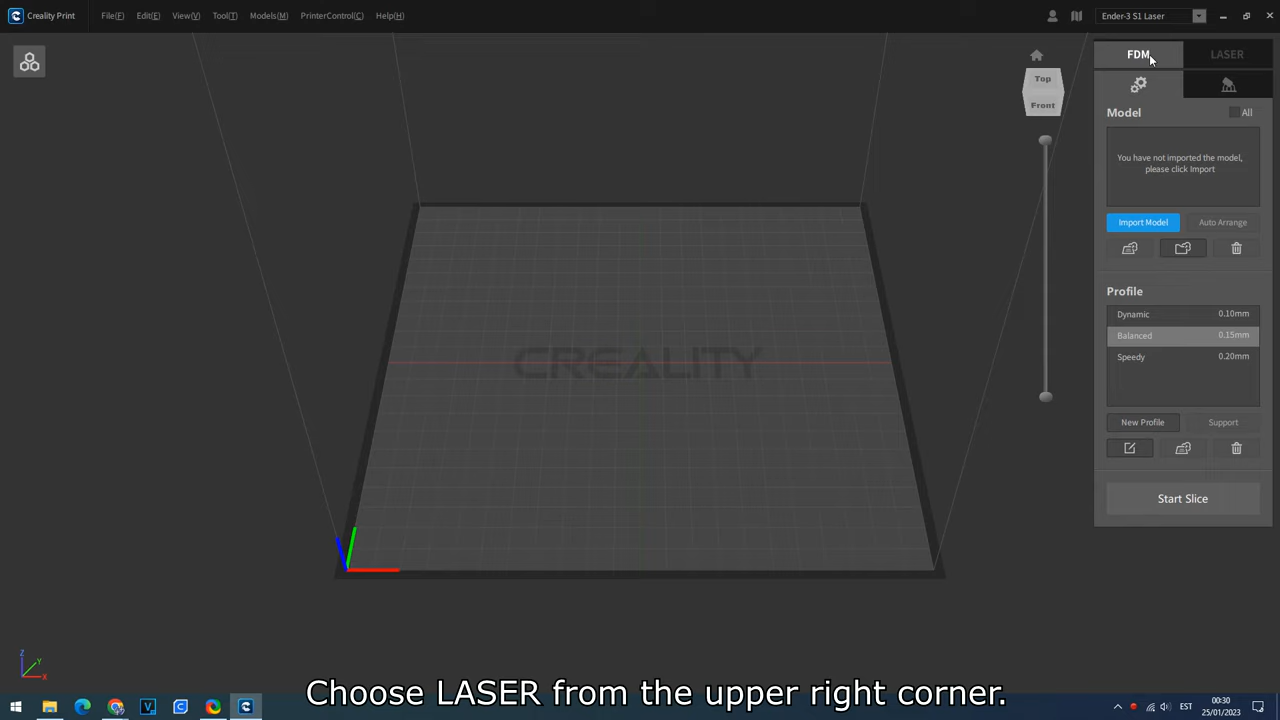 Creality Print File(F) Edit(E) View(V) Tool(T) Models(M) PrinterControl(C) Help(H) Ender-3 S1 Laser
FDM LASER
Top
Front
Model All
You have not imported the model,
please click Import
Import Model Auto Arrange
Profile
Dynamic 0.10mm
Balanced 0.15mm
Speedy 0.20mm
CREALITY
New Profile Support
Start Slice
Z
Y
X
Choose LASER from the upper right corner.
EST
00:30
25/01/2023